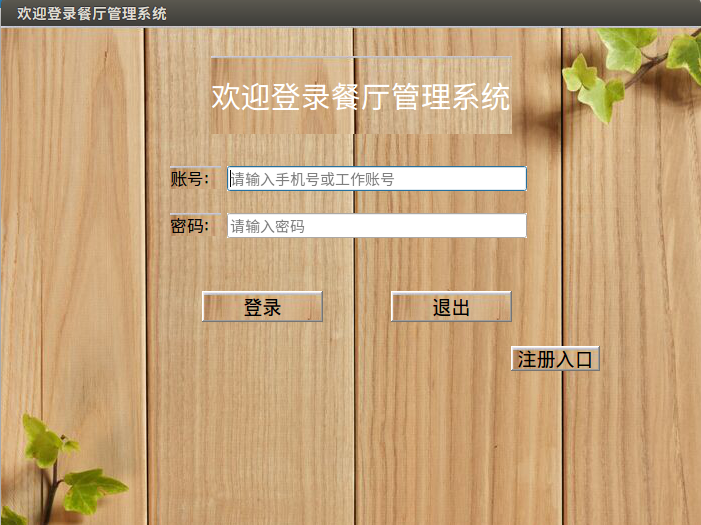 欢迎登录餐厅管理系统
欢迎登录餐厅管理系统
账号: 请输入手机号或工作账号
密码: 请输入密码
登录 退出
注册入口